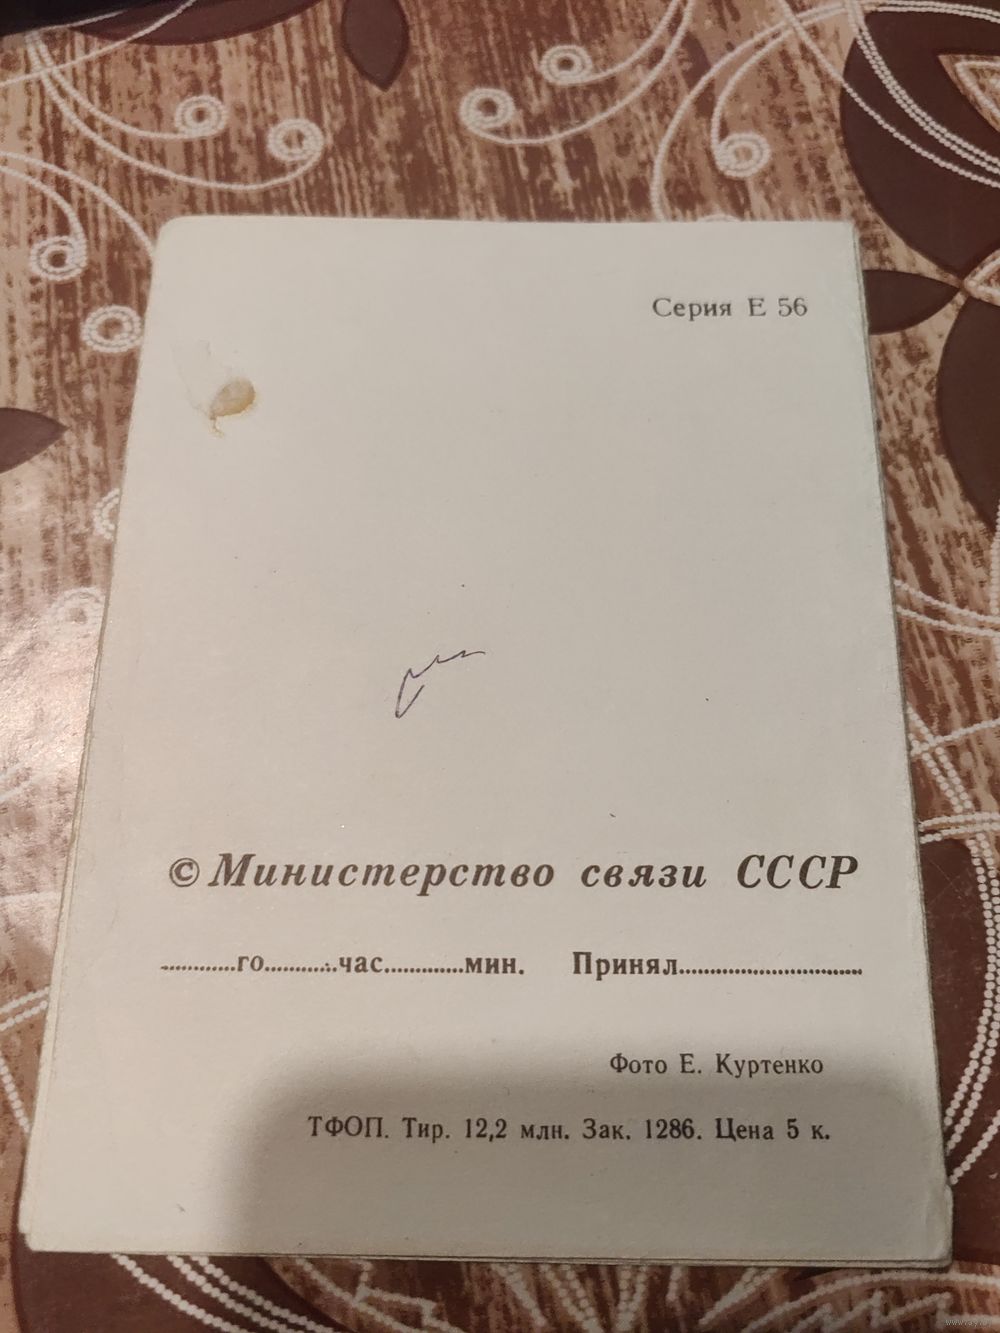 Серия Е 56
© Министерство связи СССР
............го............час.............мин. Принял..............................
Фото Е. Куртенко
ТФОП. Тир. 12,2 млн. Зак. 1286. Цена 5 к.